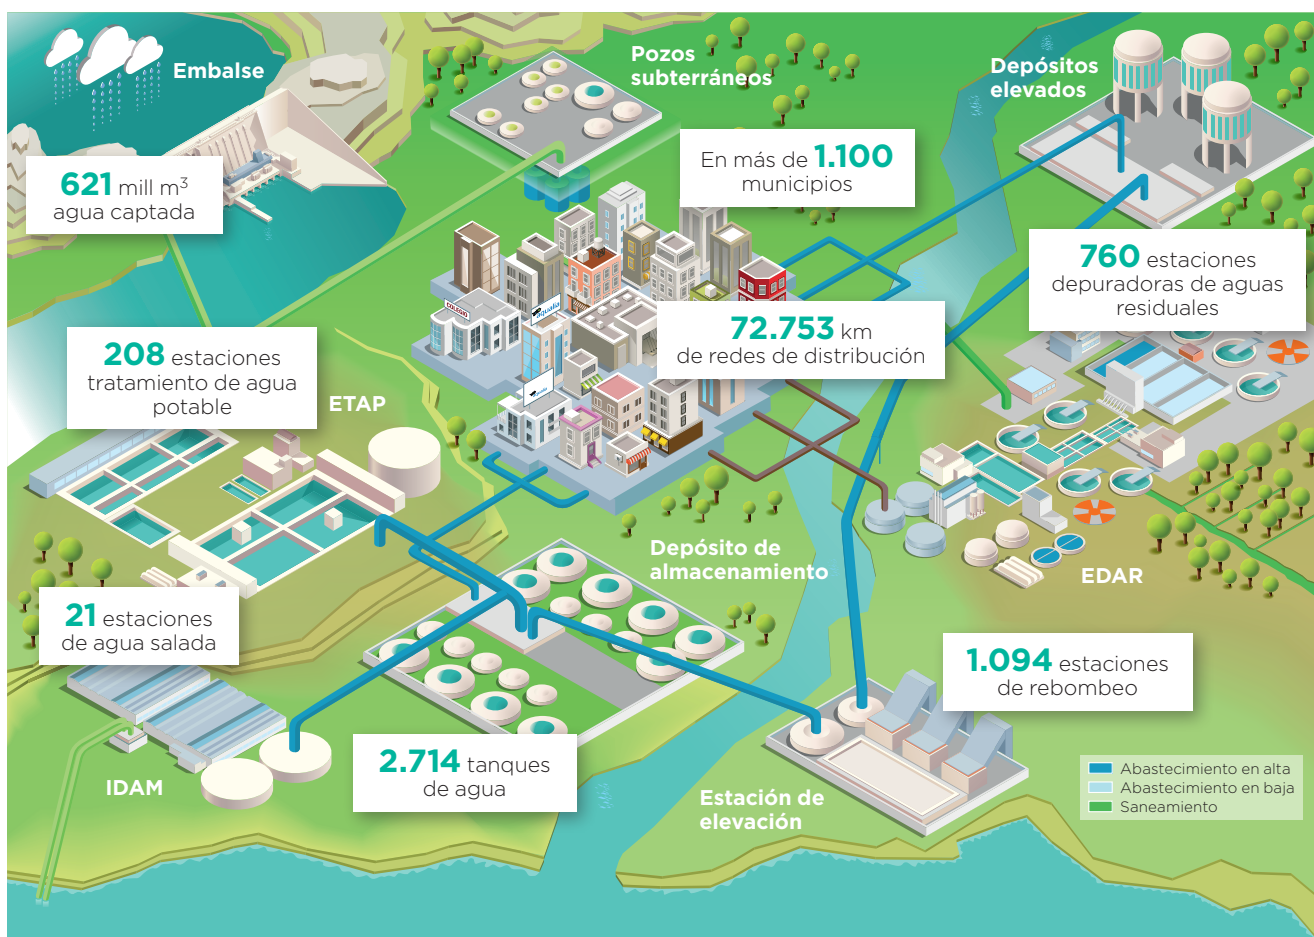 Embalse
Pozos
subterráneos
Depósitos
elevados
621 mill m³
agua captada
En más de 1.100
municipios
760 estaciones
depuradoras de aguas
residuales
COLEGIO
aqualia
72.753 km
de redes de distribución
208 estaciones
tratamiento de agua
potable
ETAP
aqualia
Depósito de
almacenamiento
EDAR
21 estaciones
de agua salada
1.094 estaciones
de rebombeo
IDAM
2.714 tanques
de agua
Estación de
elevación
Abastecimiento en alta
Abastecimiento en baja
Saneamiento